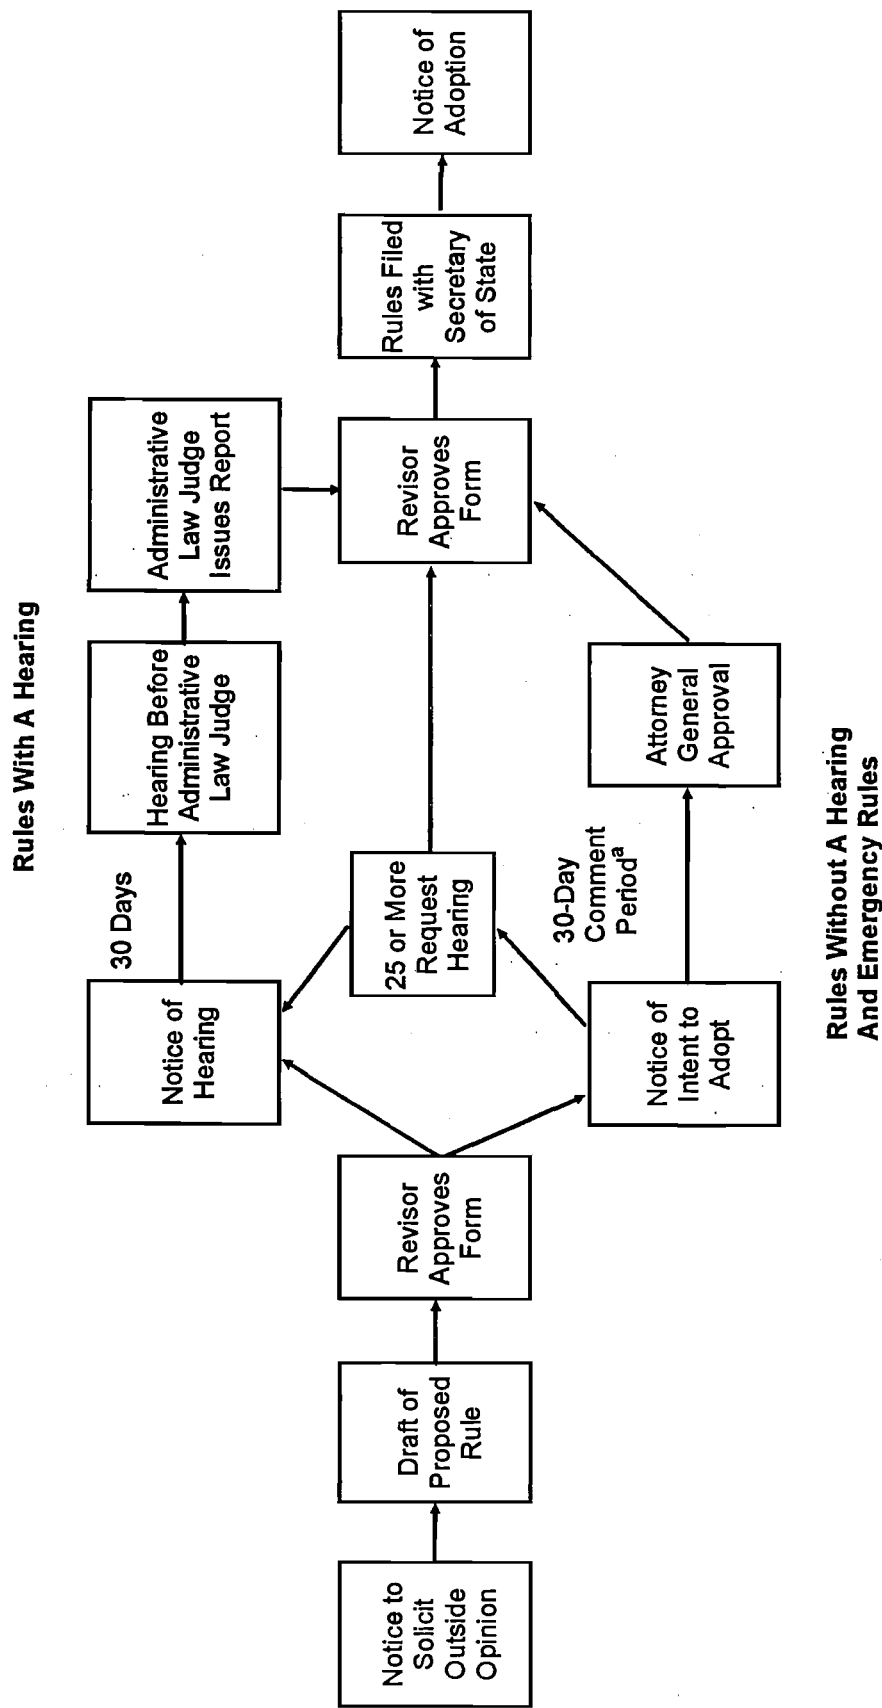 Rules With A Hearing
Notice to
Solicit
Outside
Opinion
Draft of
Proposed
Rule
Revisor
Approves
Form
Notice of
Hearing
30 Days
Hearing Before
Administrative
Law Judge
Administrative
Law Judge
Issues Report
25 or More
Request
Hearing
Notice of
Intent to
Adopt
30-Day
Comment
Periodᵃ
Attorney
General
Approval
Revisor
Approves
Form
Rules Filed
with
Secretary
of State
Notice of
Adoption
Rules Without A Hearing
And Emergency Rules